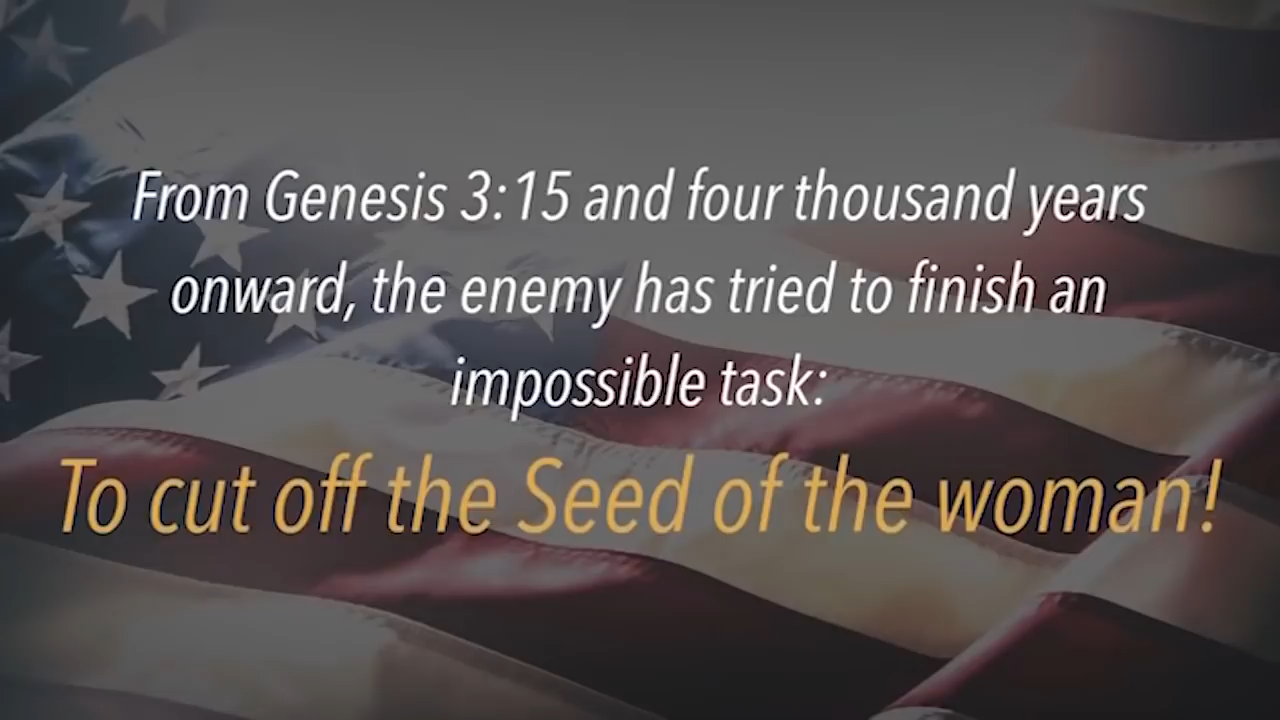 From Genesis 3:15 and four thousand years
onward, the enemy has tried to finish an
impossible task:
To cut off the Seed of the woman!